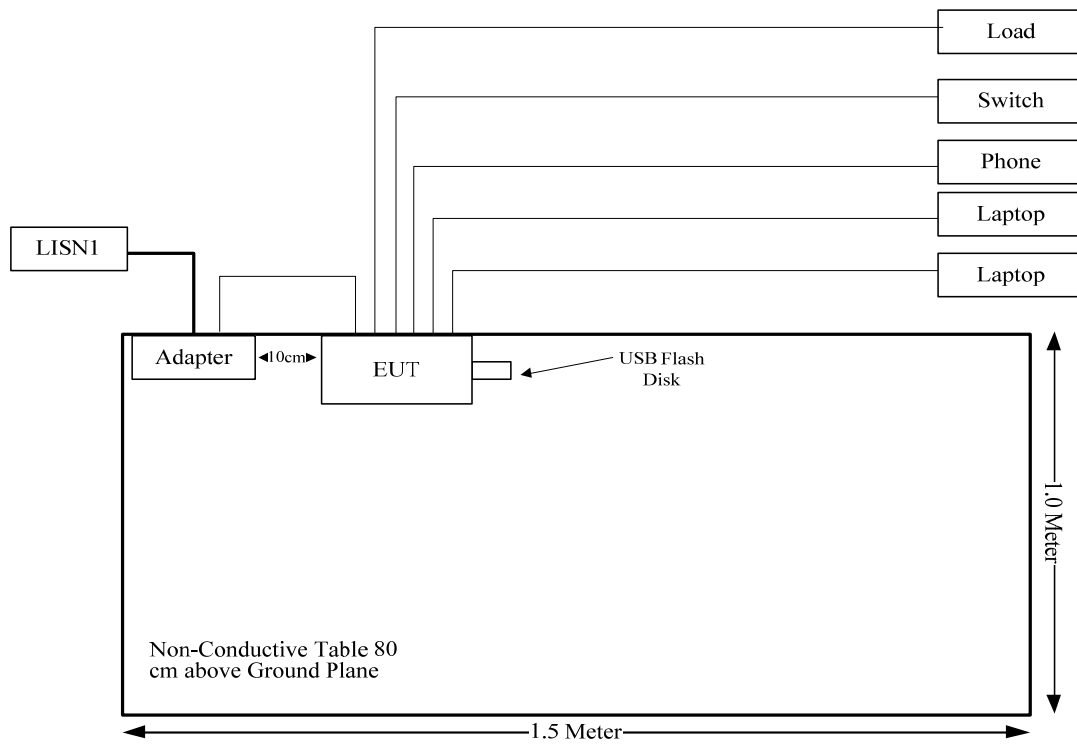 Load
Switch
Phone
Laptop
LISN1
Laptop
Adapter
10cm
EUT
USB Flash
Disk
1.0 Meter
Non-Conductive Table 80
cm above Ground Plane
1.5 Meter